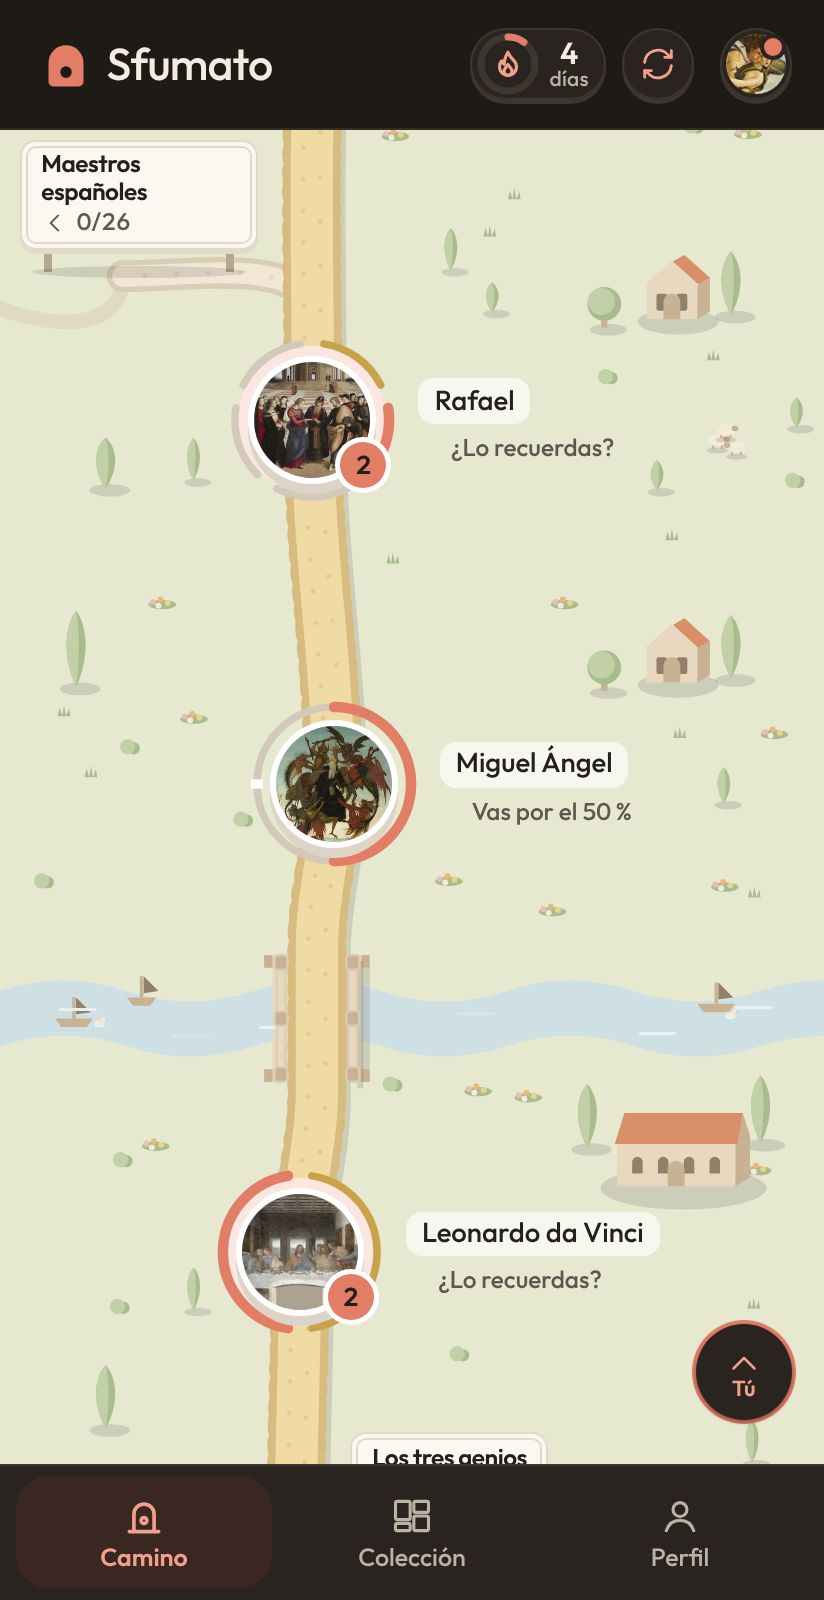 Sfumato
4
días
Maestros
españoles
0/26
Rafael
¿Lo recuerdas?
2
Miguel Ángel
Vas por el 50 %
Leonardo da Vinci
¿Lo recuerdas?
2
Tú
Los tres genios
Camino
Colección
Perfil